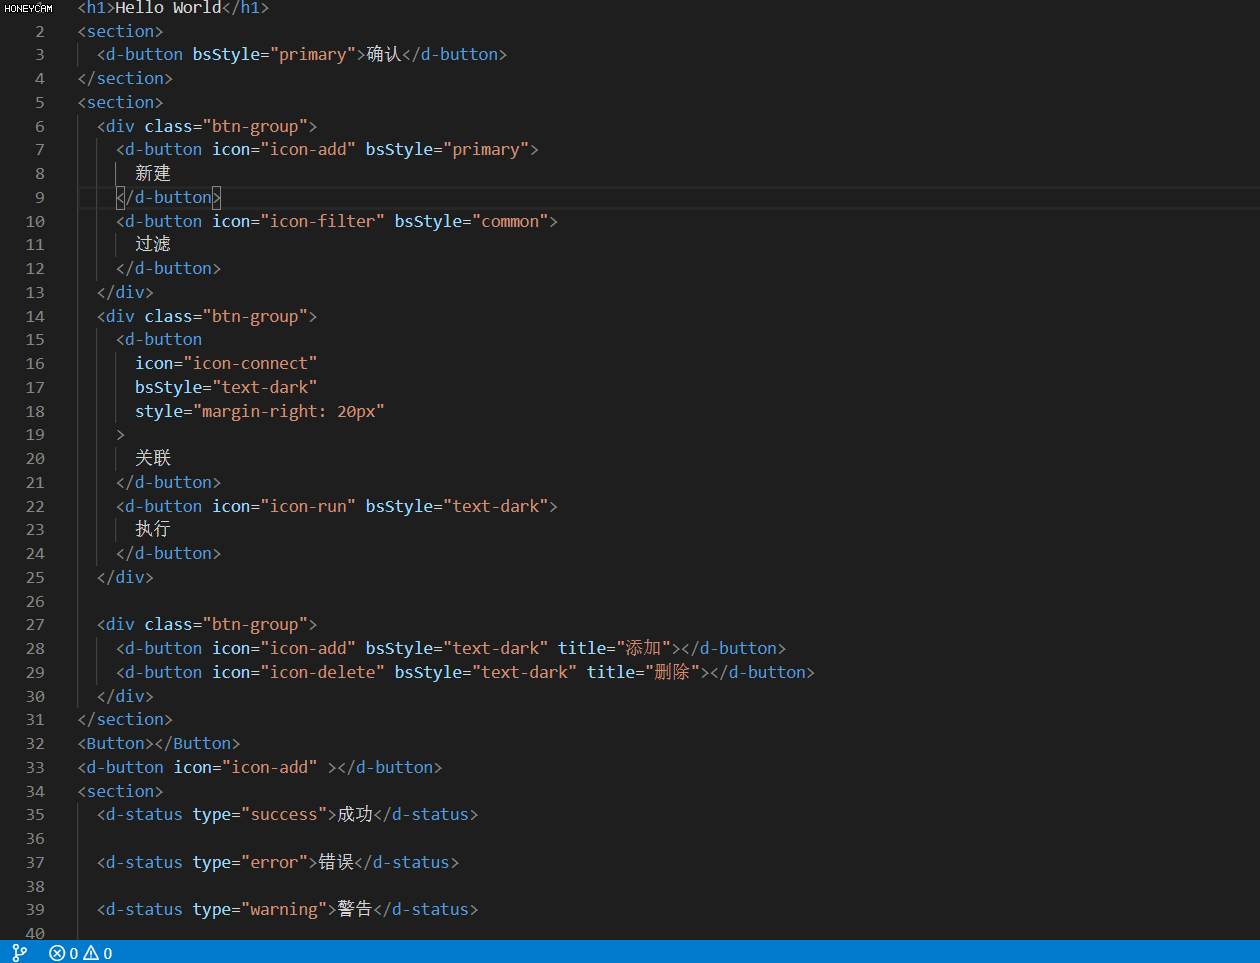 HONEYCAM <h1>Hello World</h1>
2 <section>
3 <d-button bsStyle="primary">确认</d-button>
4 </section>
5 <section>
6 <div class="btn-group">
7 <d-button icon="icon-add" bsStyle="primary">
8 新建
9 </d-button>
10 <d-button icon="icon-filter" bsStyle="common">
11 过滤
12 </d-button>
13 </div>
14 <div class="btn-group">
15 <d-button
16 icon="icon-connect"
17 bsStyle="text-dark"
18 style="margin-right: 20px"
19 >
20 关联
21 </d-button>
22 <d-button icon="icon-run" bsStyle="text-dark">
23 执行
24 </d-button>
25 </div>
26
27 <div class="btn-group">
28 <d-button icon="icon-add" bsStyle="text-dark" title="添加"></d-button>
29 <d-button icon="icon-delete" bsStyle="text-dark" title="删除"></d-button>
30 </div>
31 </section>
32 <Button></Button>
33 <d-button icon="icon-add" ></d-button>
34 <section>
35 <d-status type="success">成功</d-status>
36
37 <d-status type="error">错误</d-status>
38
39 <d-status type="warning">警告</d-status>
40
0 0